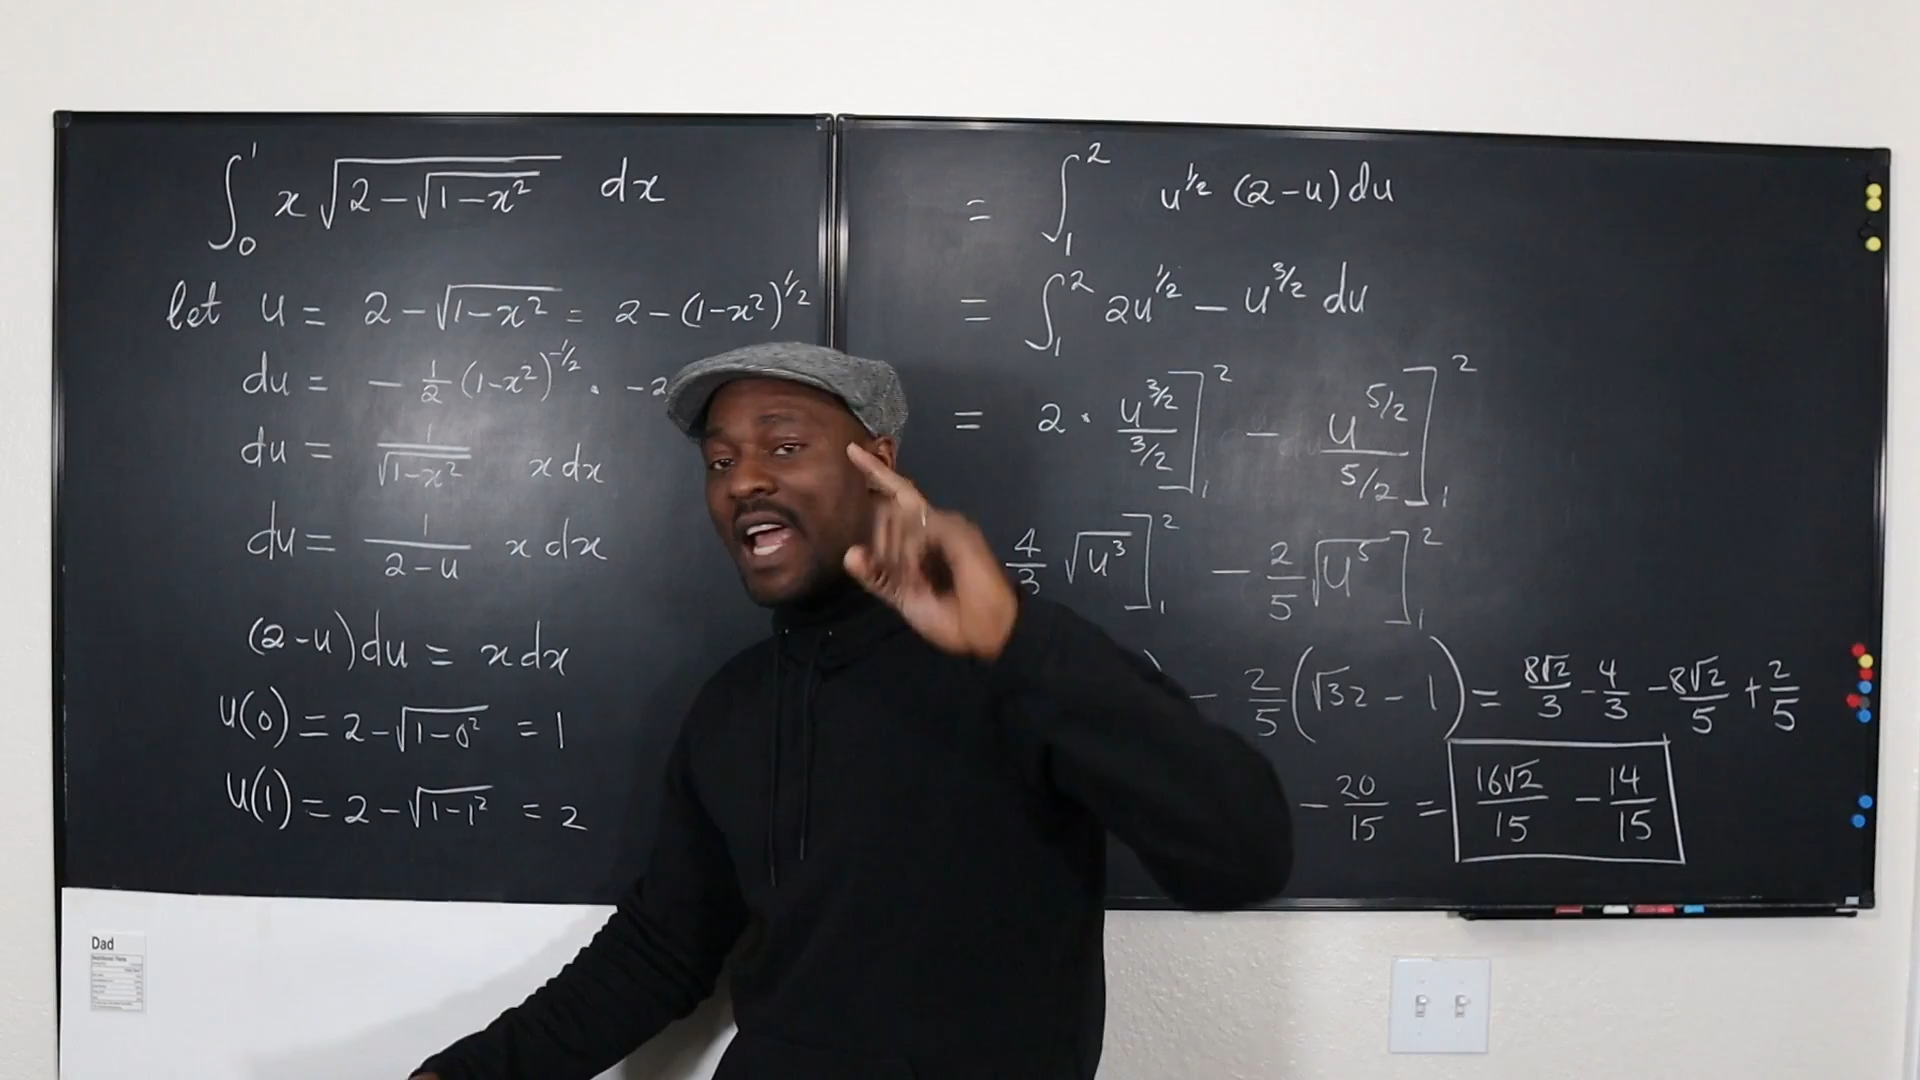 ∫₀¹ x √(2-√(1-x²)) dx
let u = 2-√(1-x²) = 2-(1-x²)^1/2
du = - 1/2 (1-x²)^-1/2 · -2
du = 1/√(1-x²) x dx
du = 1/(2-u) x dx
(2-u)du = x dx
u(0) = 2-√(1-0²) = 1
u(1) = 2-√(1-1²) = 2
= ∫₁² u^1/2 (2-u)du
= ∫₁² 2u^1/2 - u^3/2 du
= 2 · u^3/2 / 3/2 ]₁² - u^5/2 / 5/2 ]₁²
4/3 √u³ ]₁² - 2/5 √u⁵ ]₁²
) - 2/5 (√32 - 1) = 8√2/3 - 4/3 - 8√2/5 + 2/5
- 20/15 = 16√2/15 - 14/15
Dad